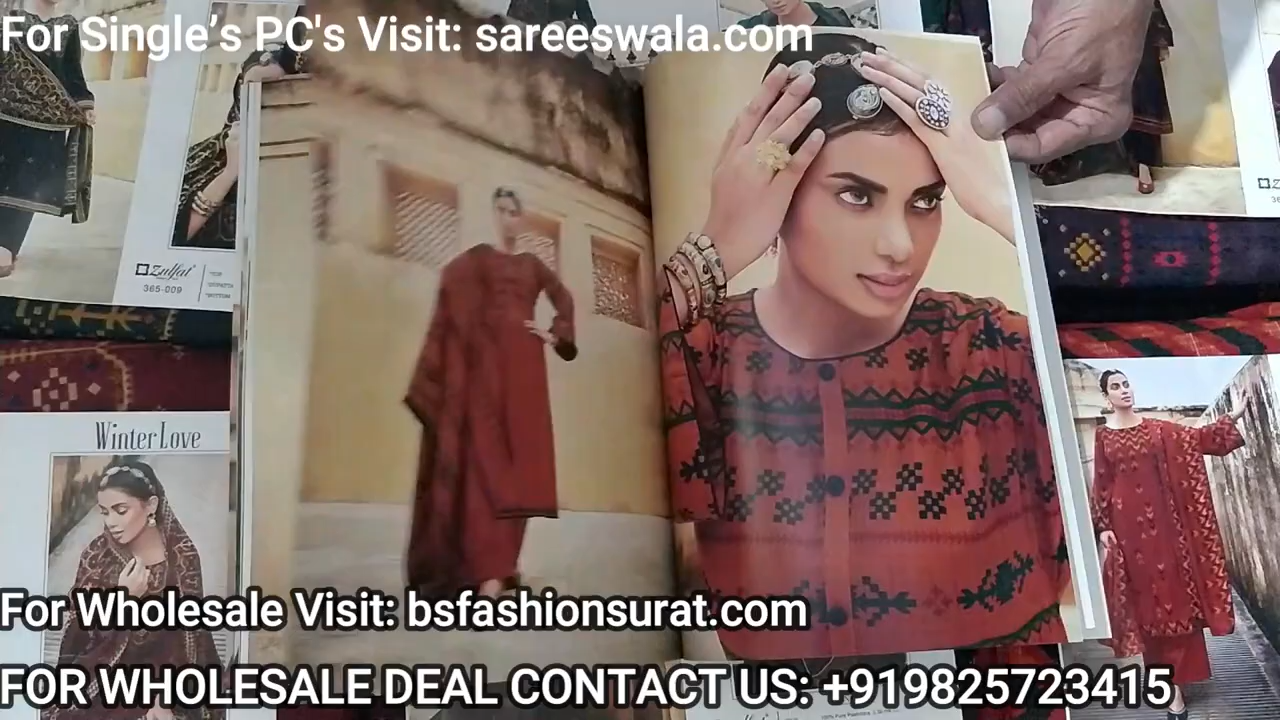 For Single’s PC's Visit: sareeswala.com
Zulfat
365-009
Winter Love
For Wholesale Visit: bsfashionsurat.com
FOR WHOLESALE DEAL CONTACT US: +919825723415